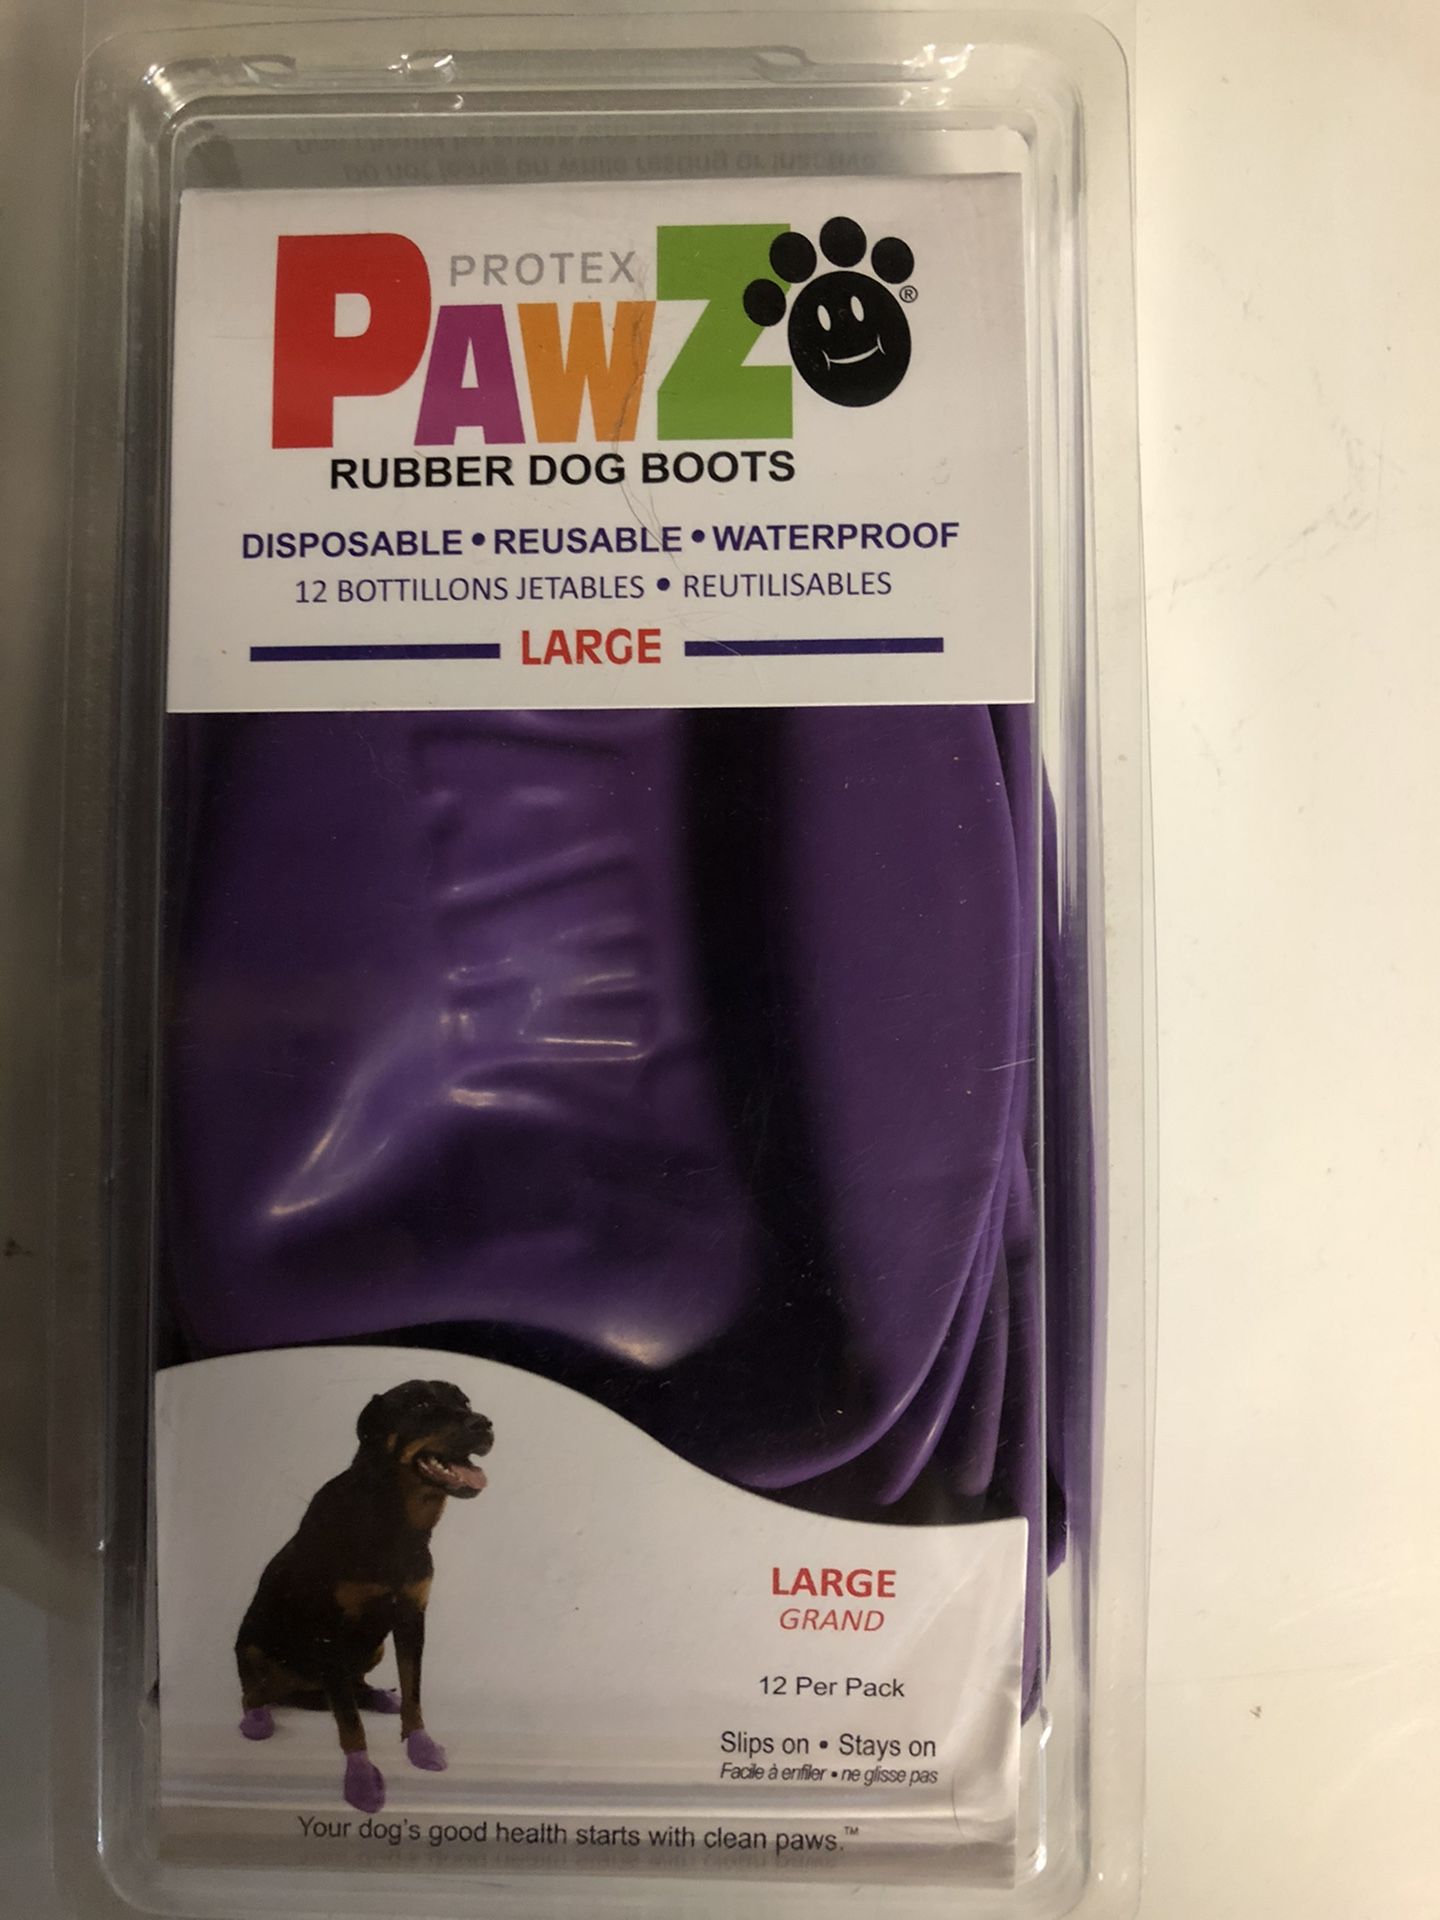 PROTEX
PAWZ®
RUBBER DOG BOOTS
DISPOSABLE • REUSABLE • WATERPROOF
12 BOTTILLONS JETABLES • REUTILISABLES
LARGE
LARGE
GRAND
12 Per Pack
Slips on • Stays on
Facile à enfiler • ne glisse pas
Your dog's good health starts with clean paws.™